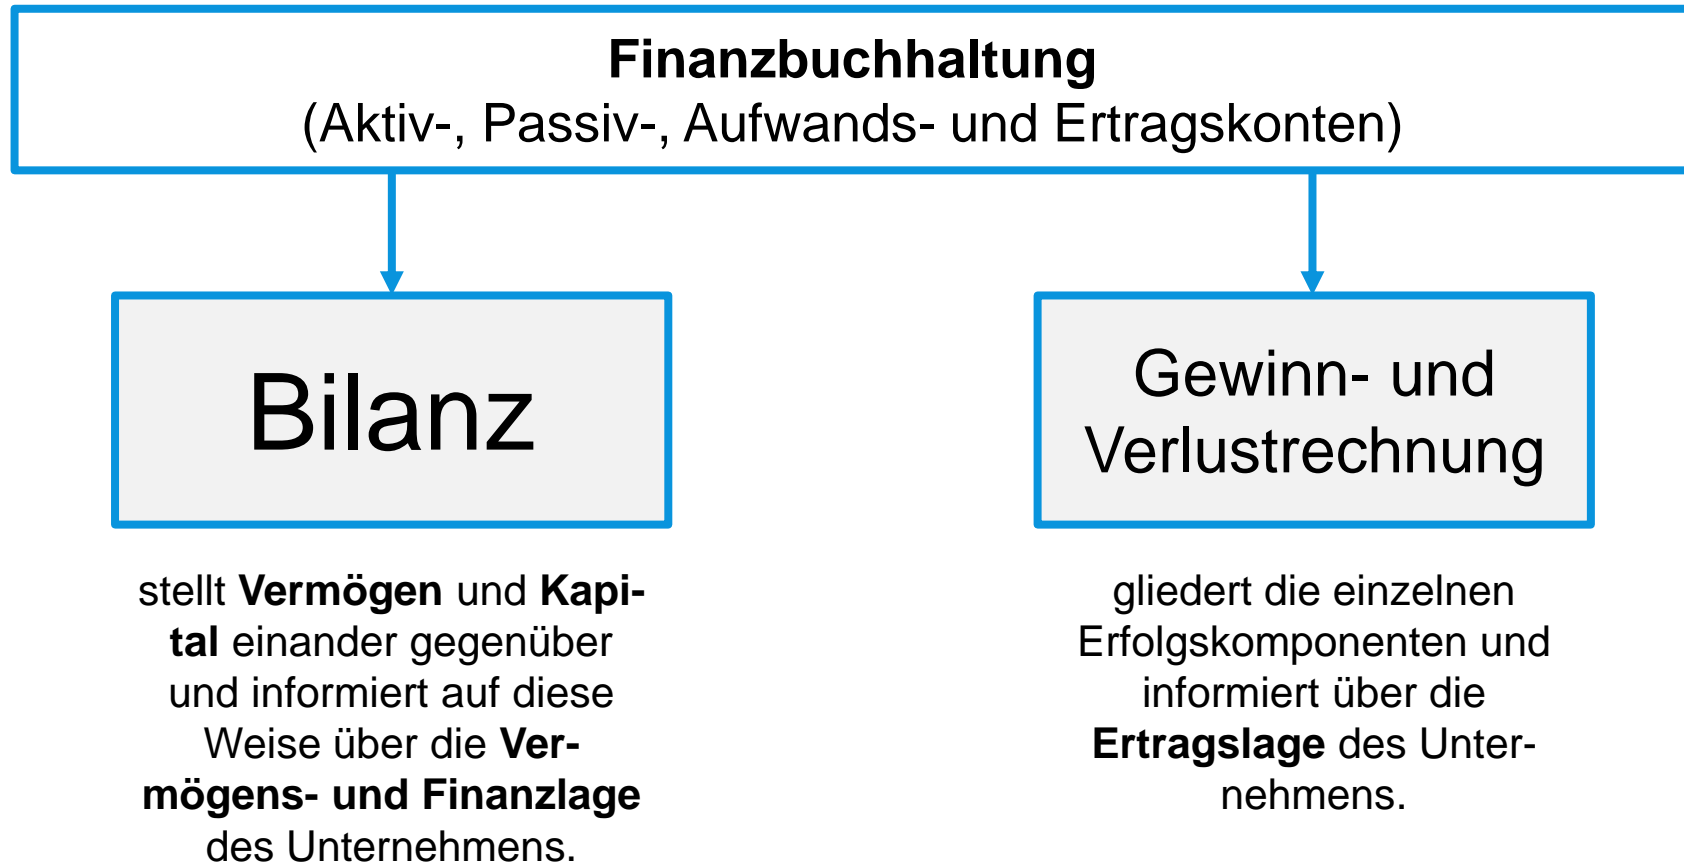 Finanzbuchhaltung
(Aktiv-, Passiv-, Aufwands- und Ertragskonten)
Bilanz
stellt Vermögen und Kapi-
tal einander gegenüber
und informiert auf diese
Weise über die Ver-
mögens- und Finanzlage
des Unternehmens.
Gewinn- und
Verlustrechnung
gliedert die einzelnen
Erfolgskomponenten und
informiert über die
Ertragslage des Unter-
nehmens.